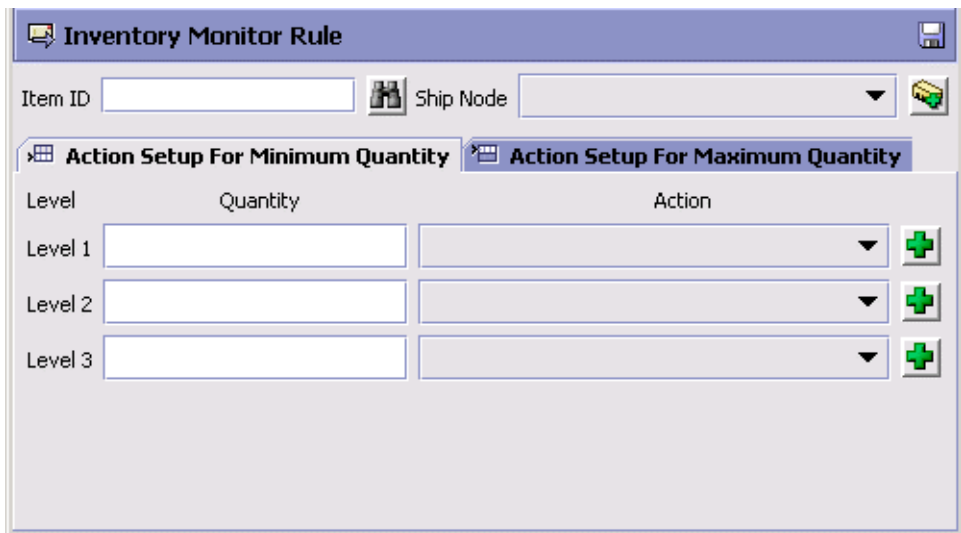 Inventory Monitor Rule
Item ID Ship Node
Action Setup For Minimum Quantity Action Setup For Maximum Quantity
Level Quantity Action
Level 1
Level 2
Level 3